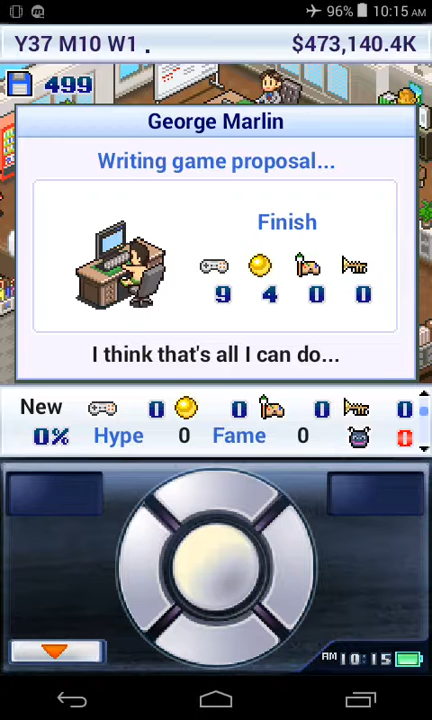 96% 10:15 AM
Y37 M10 W1 . $473,140.4K
499
George Marlin
Writing game proposal...
Finish
9 4 0 0
I think that's all I can do...
New 0 0 0 0
0% Hype 0 Fame 0 0
AM 10:15